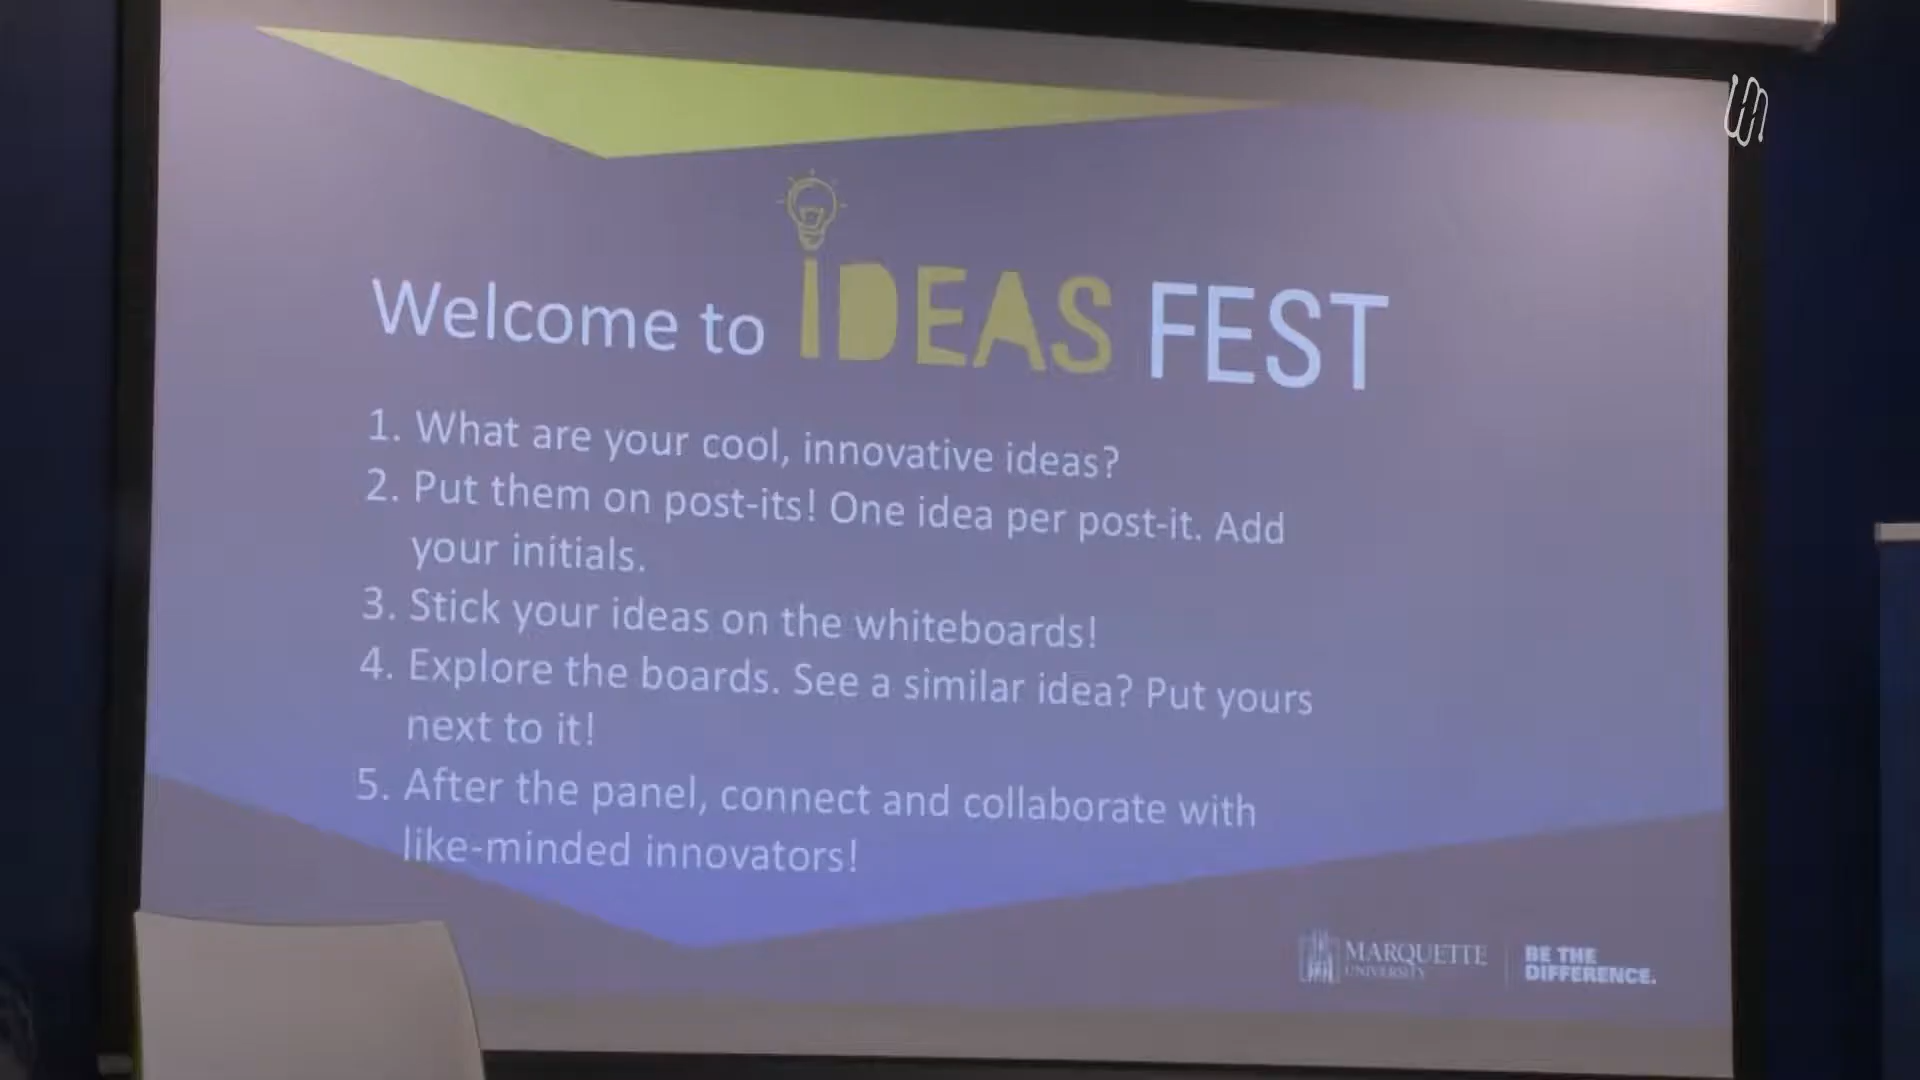 Welcome to IDEAS FEST
1. What are your cool, innovative ideas?
2. Put them on post-its! One idea per post-it. Add
your initials.
3. Stick your ideas on the whiteboards!
4. Explore the boards. See a similar idea? Put yours
next to it!
5. After the panel, connect and collaborate with
like-minded innovators!
MARQUETTE
UNIVERSITY
BE THE
DIFFERENCE.